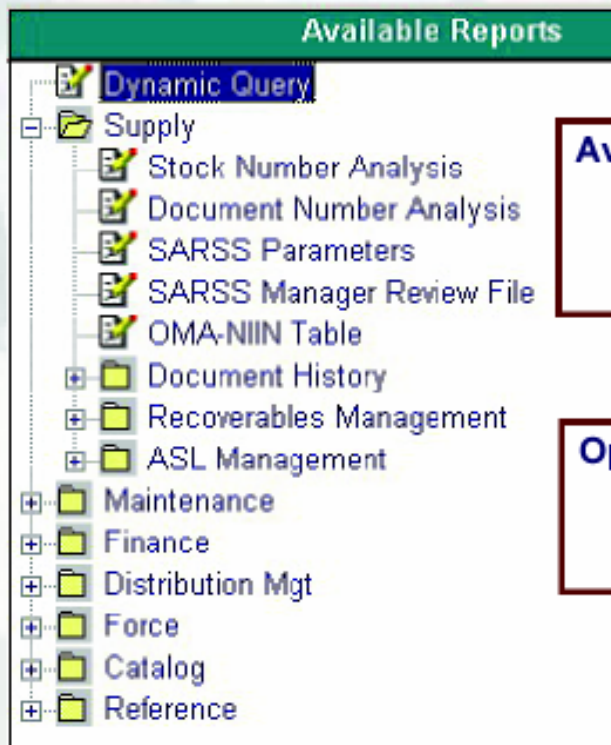 Available Reports
Dynamic Query
Supply
Stock Number Analysis
Document Number Analysis
SARSS Parameters
SARSS Manager Review File
OMA-NIIN Table
Document History
Recoverables Management
ASL Management
Maintenance
Finance
Distribution Mgt
Force
Catalog
Reference